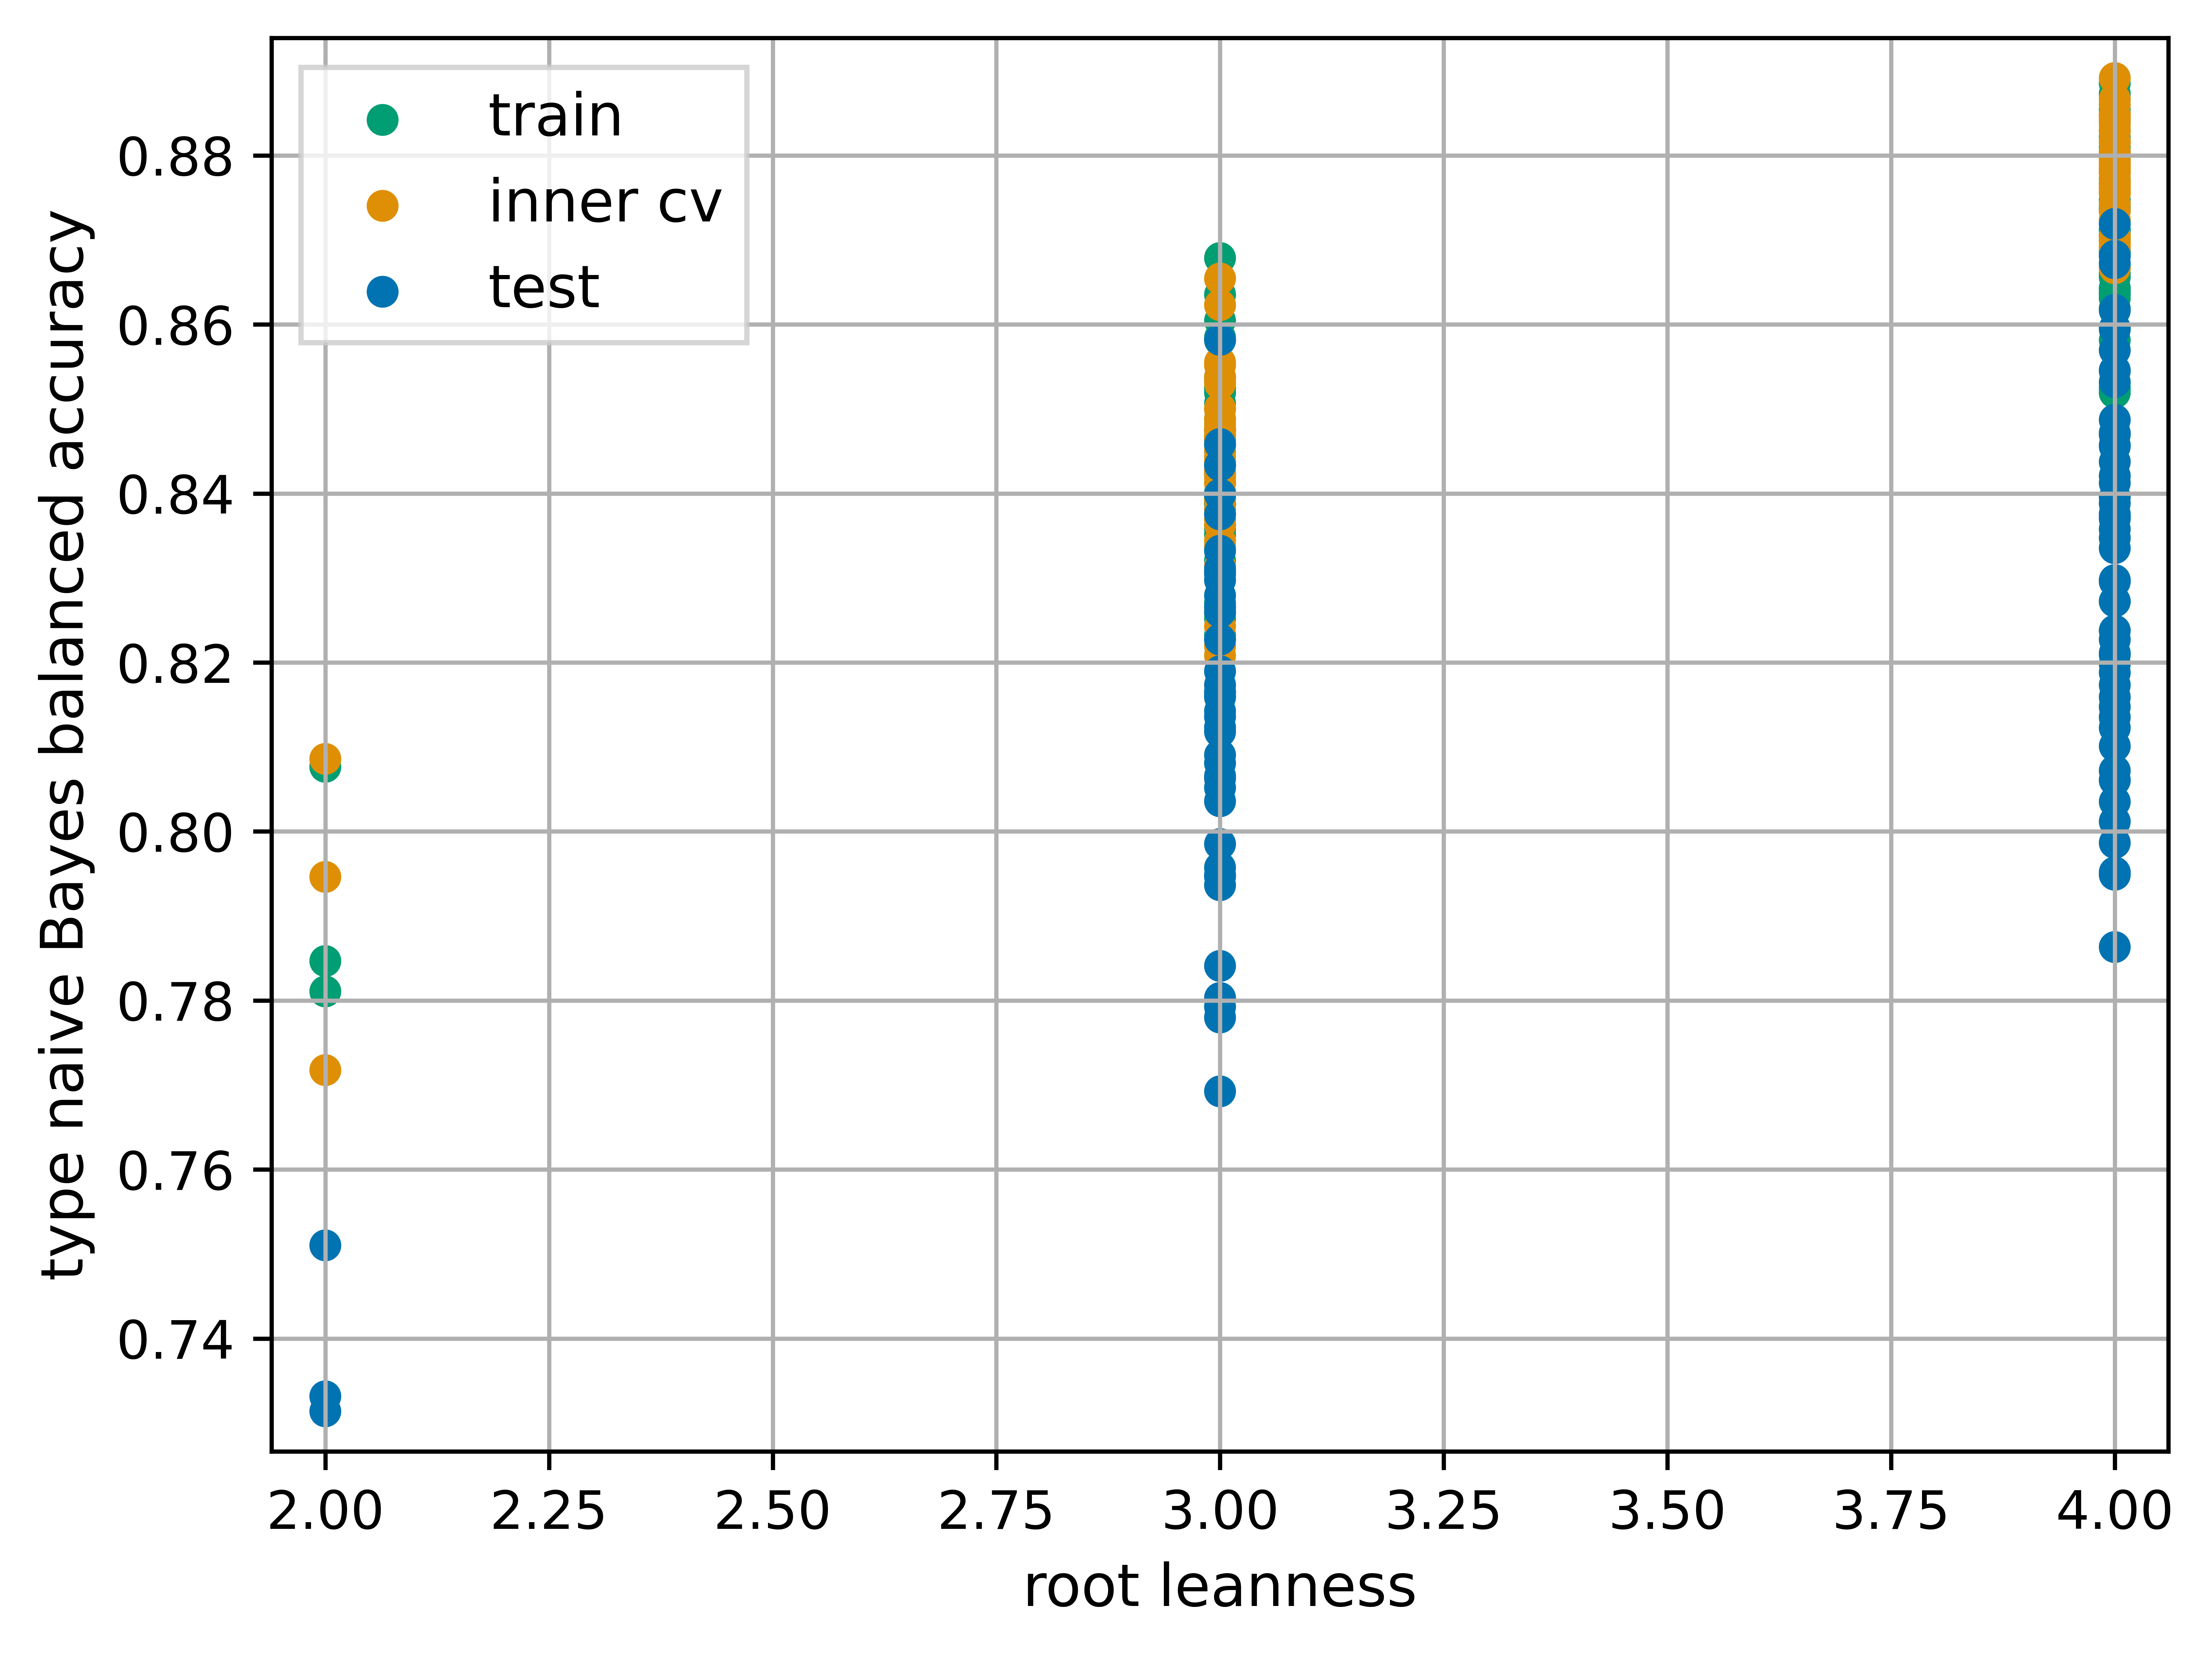 train
inner cv
test
type naive Bayes balanced accuracy
0.88
0.86
0.84
0.82
0.80
0.78
0.76
0.74
2.00 2.25 2.50 2.75 3.00 3.25 3.50 3.75 4.00
root leanness